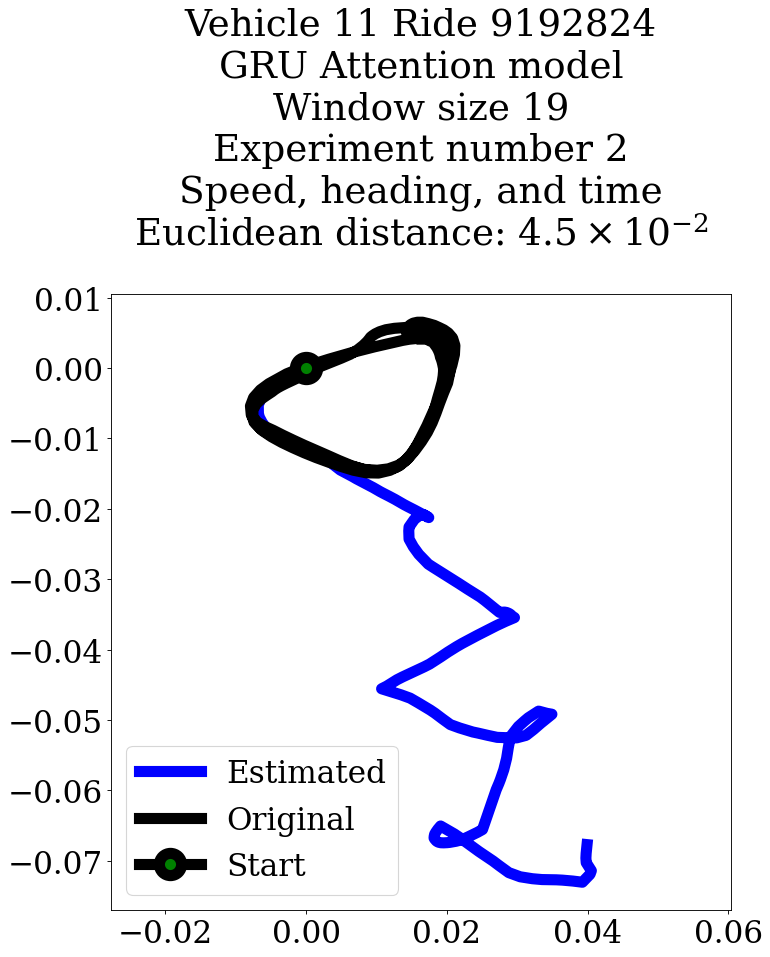 Vehicle 11 Ride 9192824
GRU Attention model
Window size 19
Experiment number 2
Speed, heading, and time
Euclidean distance: 4.5 × 10⁻²
0.01
0.00
−0.01
−0.02
−0.03
−0.04
−0.05
−0.06
−0.07
Estimated
Original
Start
−0.02 0.00 0.02 0.04 0.06